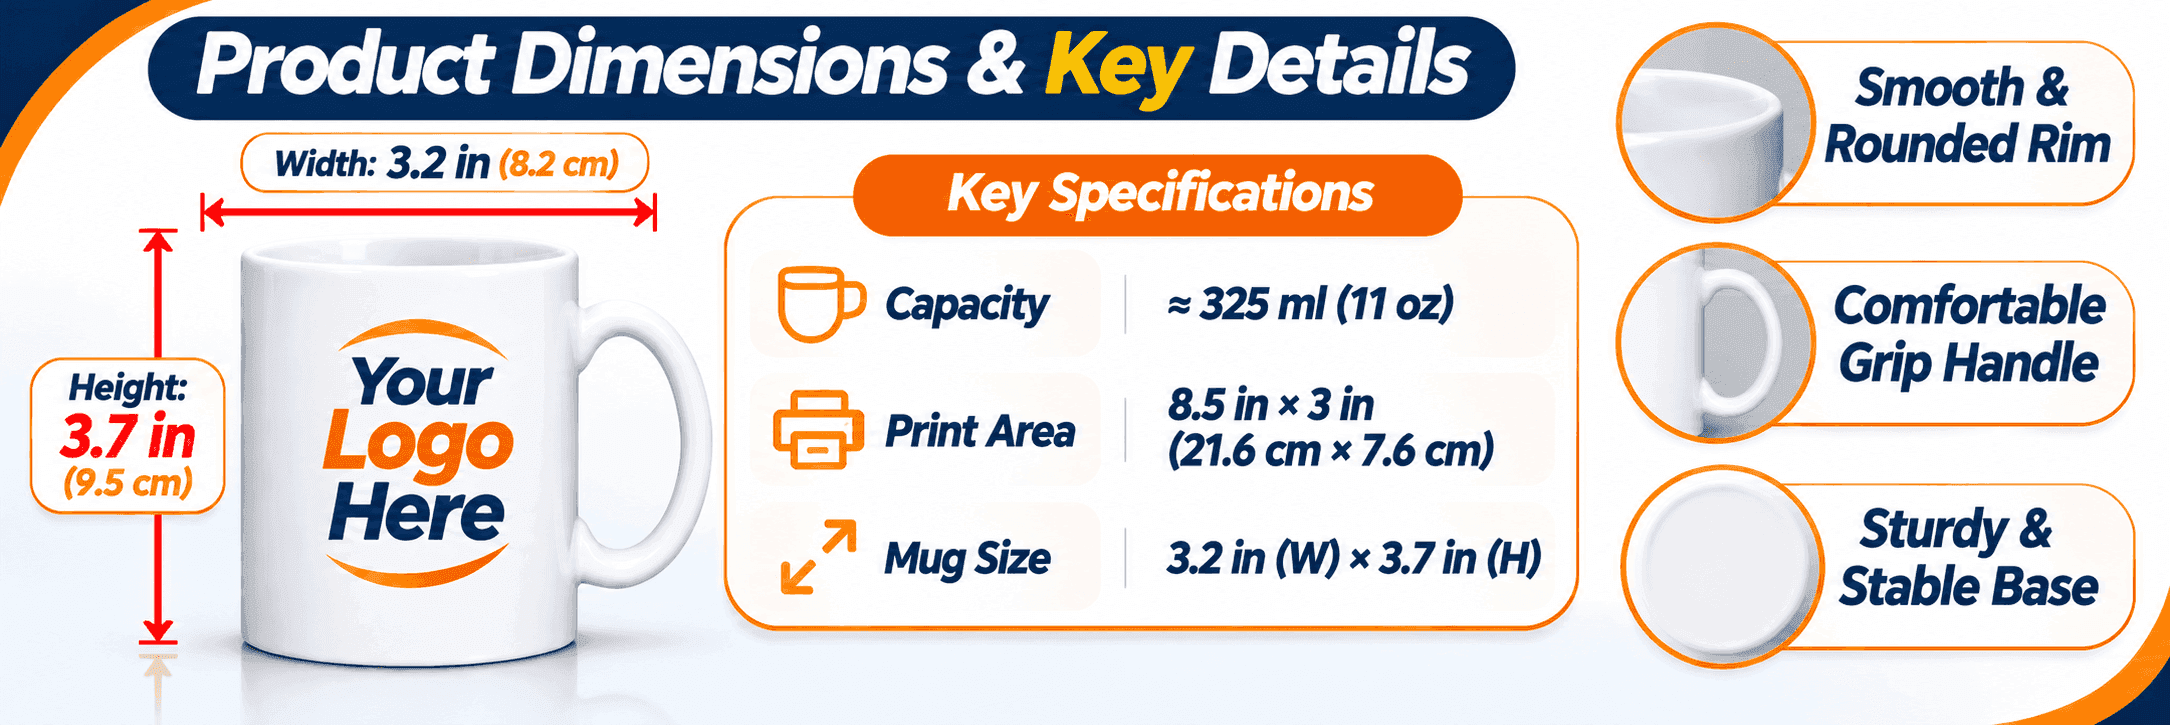 Product Dimensions & Key Details
Width: 3.2 in (8.2 cm)
Height:
3.7 in
(9.5 cm)
Your
Logo
Here
Key Specifications
Capacity
≈ 325 ml (11 oz)
Print Area
8.5 in × 3 in
(21.6 cm × 7.6 cm)
Mug Size
3.2 in (W) × 3.7 in (H)
Smooth &
Rounded Rim
Comfortable
Grip Handle
Sturdy &
Stable Base